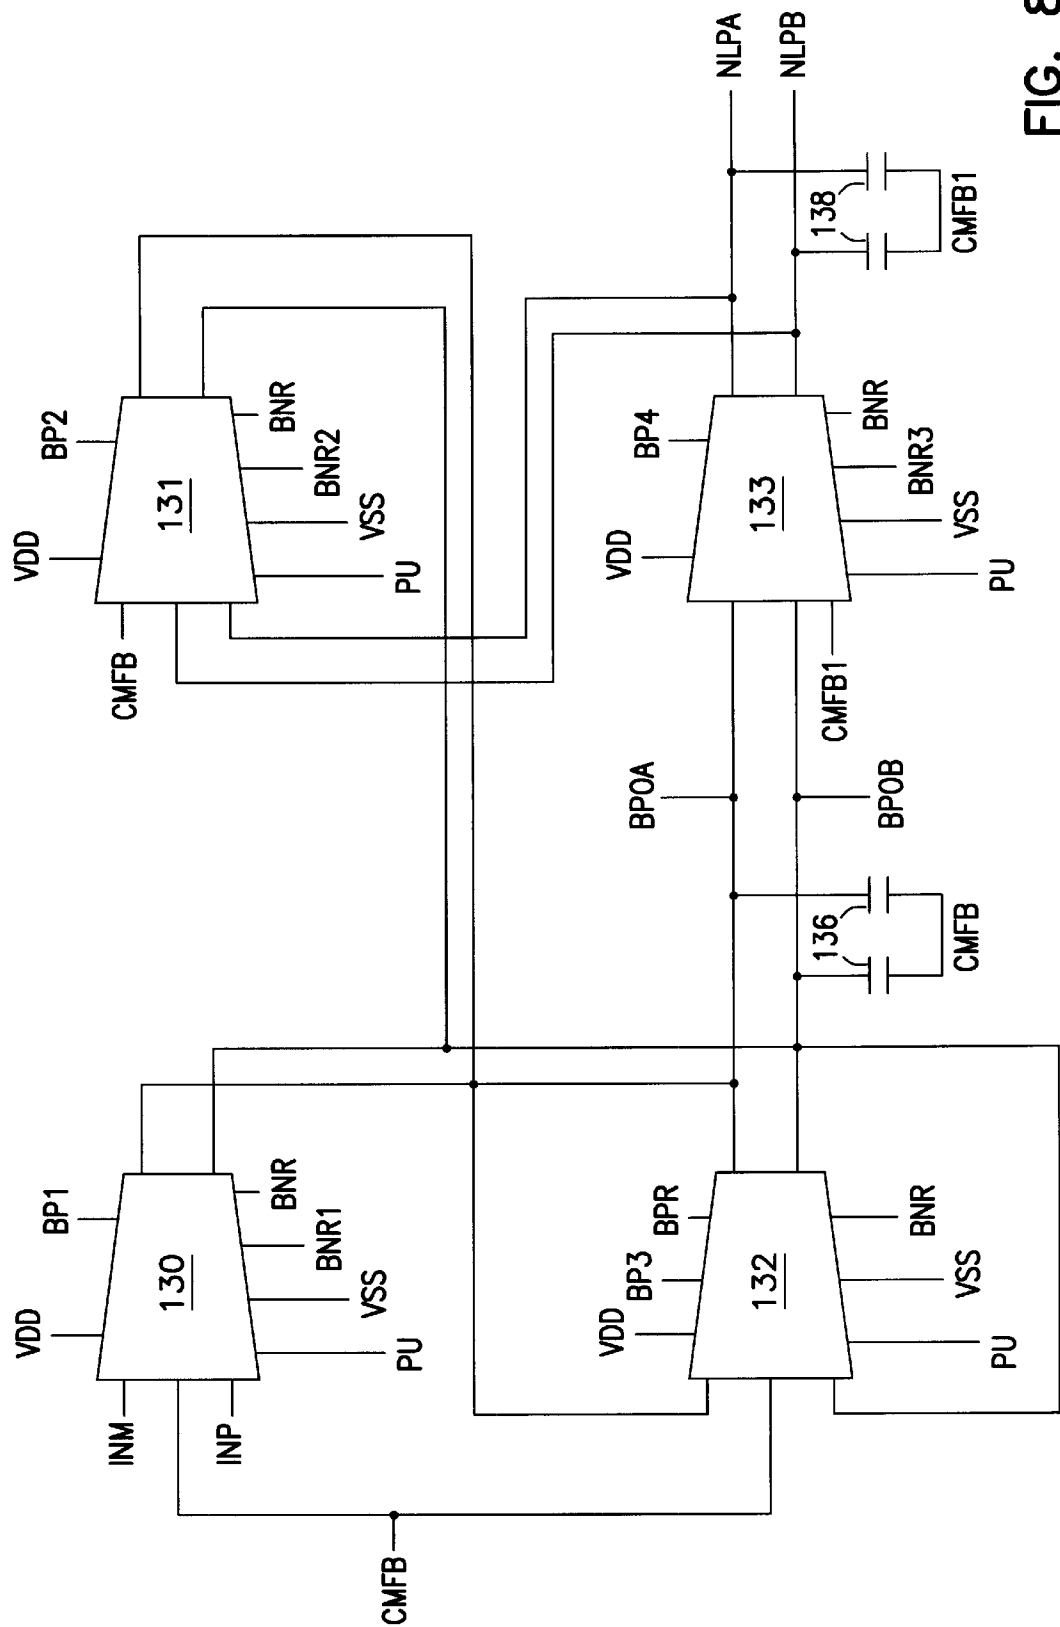 VDD
BP1
INM
130
INP
BNR
BNR1
VSS
PU
CMFB
VDD
BP3
BPR
132
BNR
VSS
PU
136
CMFB
BPOA
BPOB
VDD
BP2
CMFB
131
BNR
BNR2
VSS
PU
VDD
BP4
133
CMFB1
BNR
BNR3
VSS
PU
NLPA
NLPB
138
CMFB1
FIG. 8